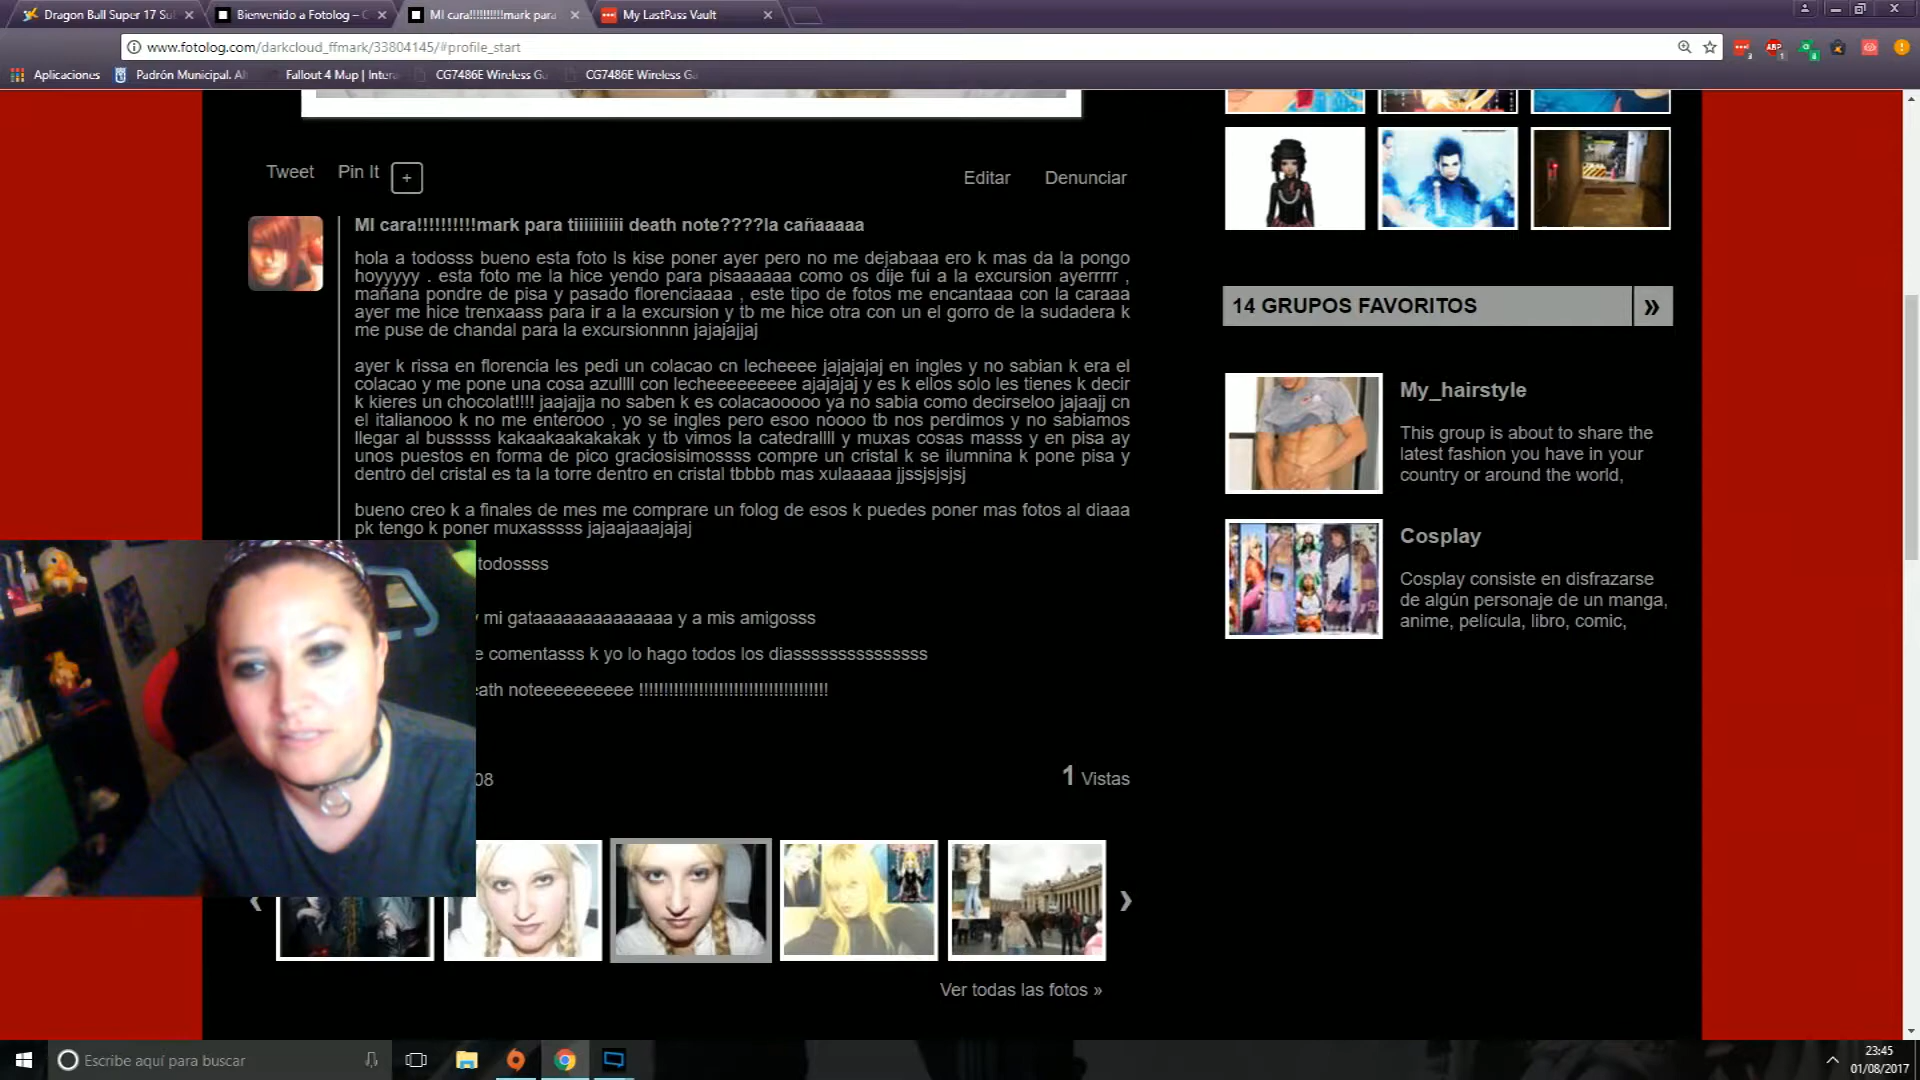 Dragon Ball Super 17 Su
Bienvenido a Fotolog –
MI cara!!!!!!!!!!mark para
My LastPass Vault
www.fotolog.com/darkcloud_ffmark/33804145/#profile_start
Aplicaciones
Padrón Municipal. A
Fallout 4 Map | Intera
CG7486E Wireless Ga
CG7486E Wireless Ga
Tweet
Pin It
+
Editar
Denunciar
MI cara!!!!!!!!!!mark para tiiiiiiiiii death note????la cañaaaaa
hola a todosss bueno esta foto ls kise poner ayer pero no me dejabaaa ero k mas da la pongo
hoyyyyy . esta foto me la hice yendo para pisaaaaaa como os dije fui a la excursion ayerrrrr ,
mañana pondre de pisa y pasado florenciaaaa , este tipo de fotos me encantaaa con la caraaa
ayer me hice trenxaass para ir a la excursion y tb me hice otra con un el gorro de la sudadera k
me puse de chandal para la excursionnnn jajajajjaj
ayer k rissa en florencia les pedi un colacao cn lecheeee jajajajaj en ingles y no sabian k era el
colacao y me pone una cosa azullll con lecheeeeeeeee ajajajaj y es k ellos solo les tienes k decir
k kieres un chocolat!!!! jaajajja no saben k es colacaooooo ya no sabia como decirseloo jajaajj cn
el italianooo k no me enterooo , yo se ingles pero esoo noooo tb nos perdimos y no sabiamos
llegar al busssss kakaakaakakakak y tb vimos la catedrallll y muxas cosas masss y en pisa ay
unos puestos en forma de pico graciosisimossss compre un cristal k se ilumnina k pone pisa y
dentro del cristal es ta la torre dentro en cristal tbbbb mas xulaaaaa jjssjsjsjsj
bueno creo k a finales de mes me comprare un folog de esos k puedes poner mas fotos al diaaa
pk tengo k poner muxasssss jajaajaaajajaj
todossss
y mi gataaaaaaaaaaaaaa y a mis amigosss
e comentasss k yo lo hago todos los diasssssssssssssss
eath noteeeeeeeeee !!!!!!!!!!!!!!!!!!!!!!!!!!!!!!!!!!!!!!
08
1 Vistas
Ver todas las fotos »
14 GRUPOS FAVORITOS
»
My_hairstyle
This group is about to share the
latest fashion you have in your
country or around the world,
Cosplay
Cosplay consiste en disfrazarse
de algún personaje de un manga,
anime, película, libro, comic,
Escribe aquí para buscar
23:45
01/08/2017